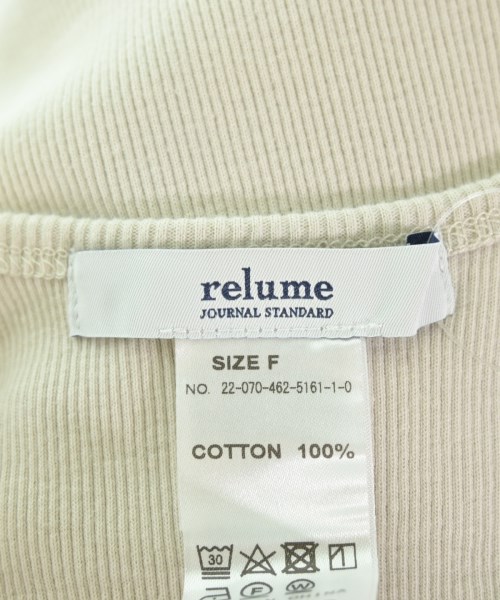 relume
JOURNAL STANDARD
SIZE F
NO. 22-070-462-5161-1-0
COTTON 100%
30
F W